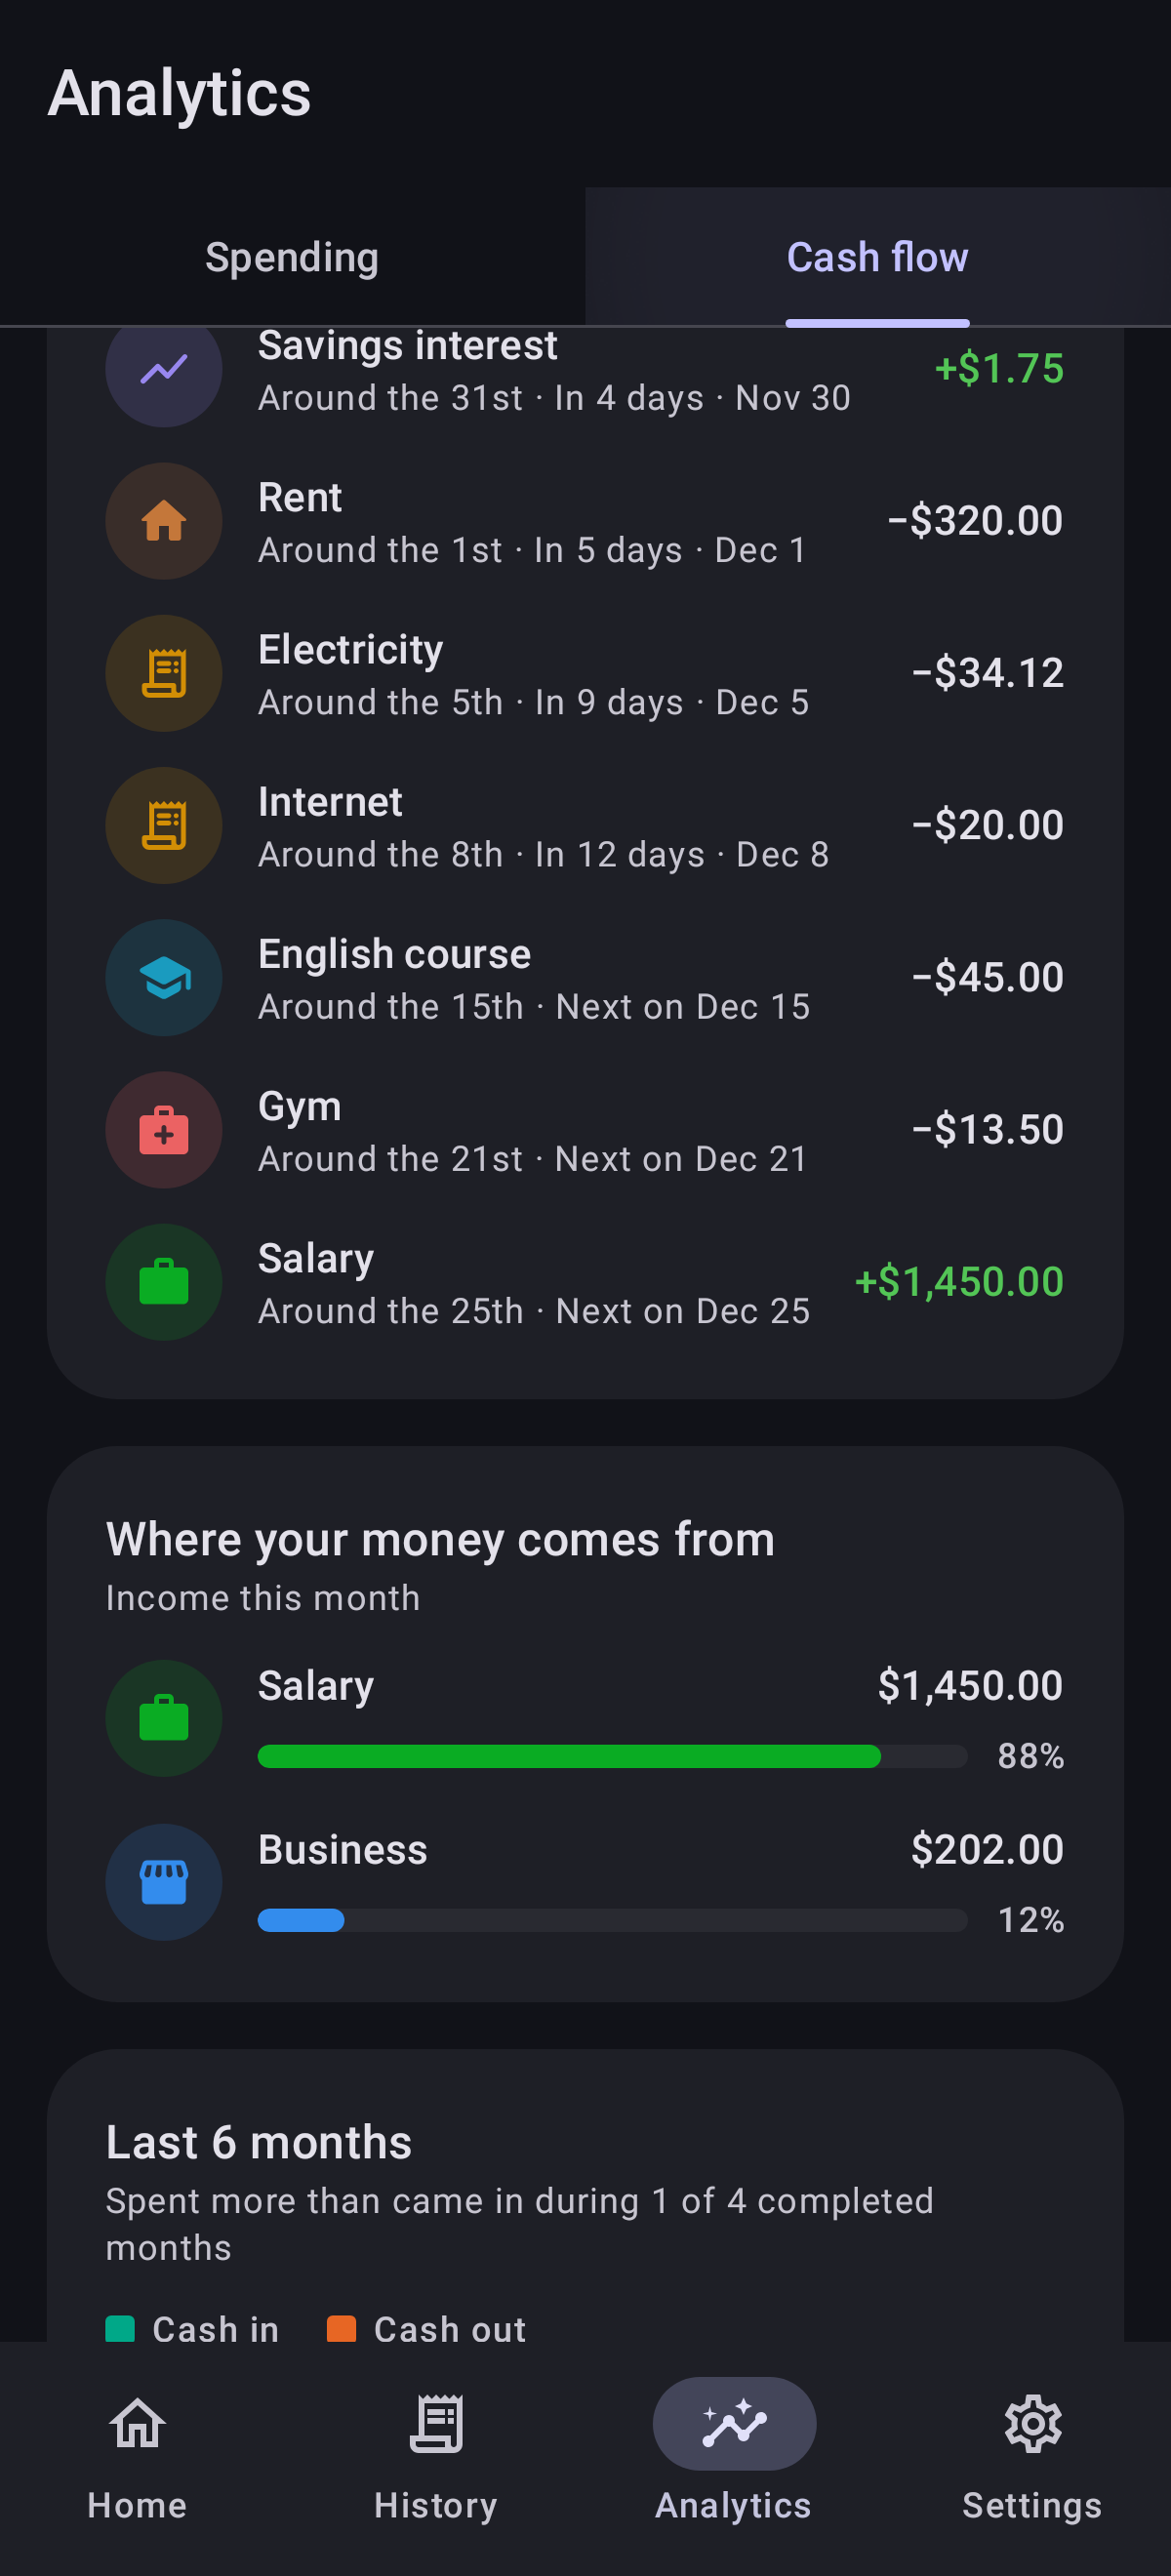 Analytics
Spending
Cash flow
Savings interest
+$1.75
Around the 31st · In 4 days · Nov 30
Rent
−$320.00
Around the 1st · In 5 days · Dec 1
Electricity
−$34.12
Around the 5th · In 9 days · Dec 5
Internet
−$20.00
Around the 8th · In 12 days · Dec 8
English course
−$45.00
Around the 15th · Next on Dec 15
Gym
−$13.50
Around the 21st · Next on Dec 21
Salary
+$1,450.00
Around the 25th · Next on Dec 25
Where your money comes from
Income this month
Salary
$1,450.00
88%
Business
$202.00
12%
Last 6 months
Spent more than came in during 1 of 4 completed
months
Cash in
Cash out
Home
History
Analytics
Settings